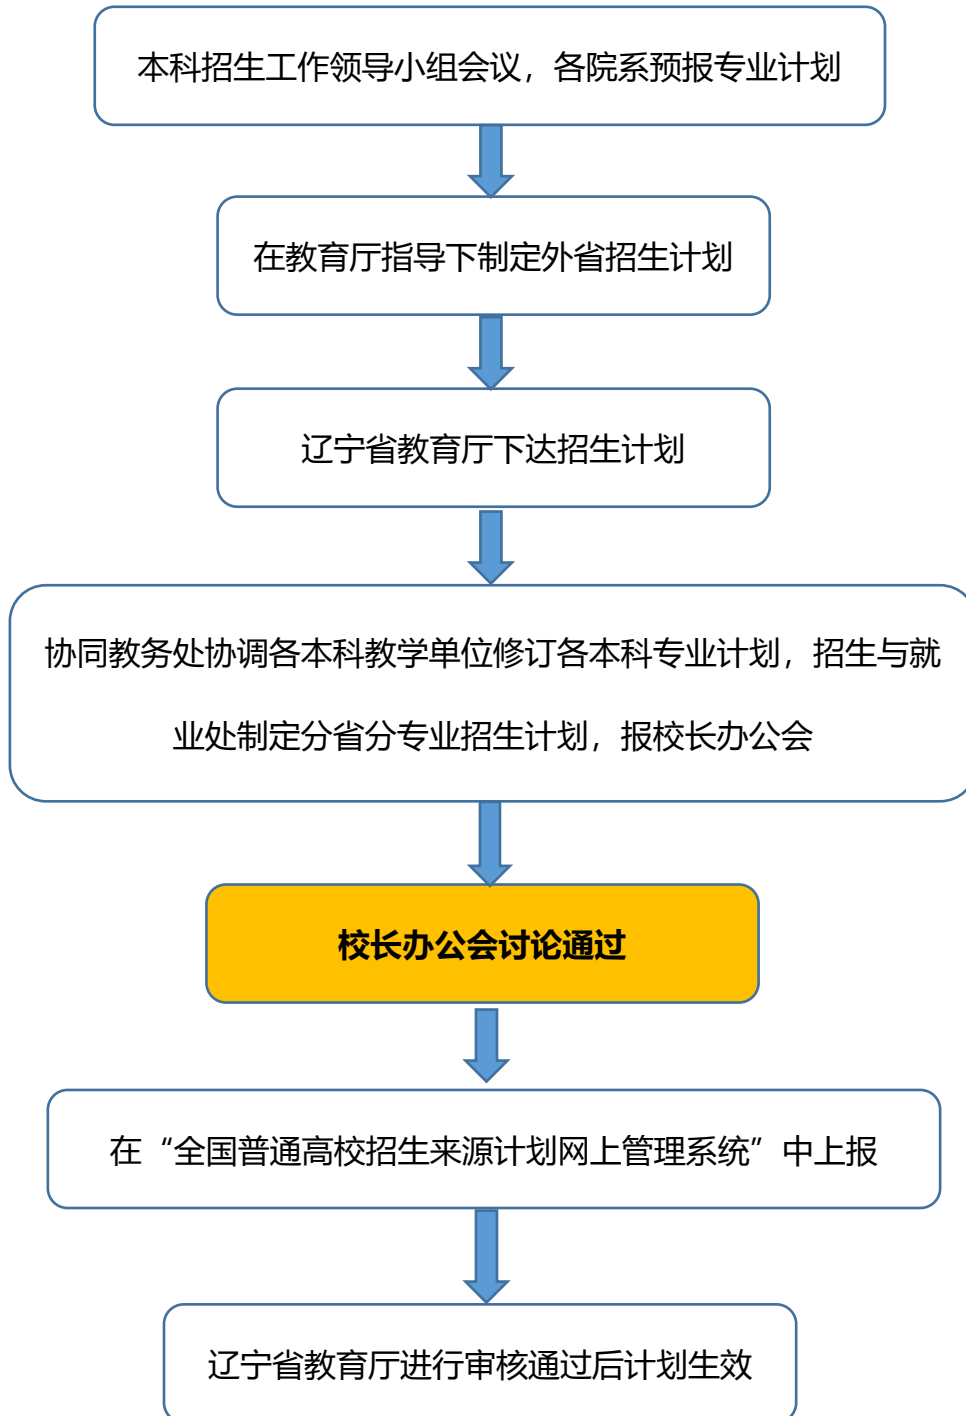 本科招生工作领导小组会议，各院系预报专业计划
在教育厅指导下制定外省招生计划
辽宁省教育厅下达招生计划
协同教务处协调各本科教学单位修订各本科专业计划，招生与就
业处制定分省分专业招生计划，报校长办公会
校长办公会讨论通过
在“全国普通高校招生来源计划网上管理系统”中上报
辽宁省教育厅进行审核通过后计划生效